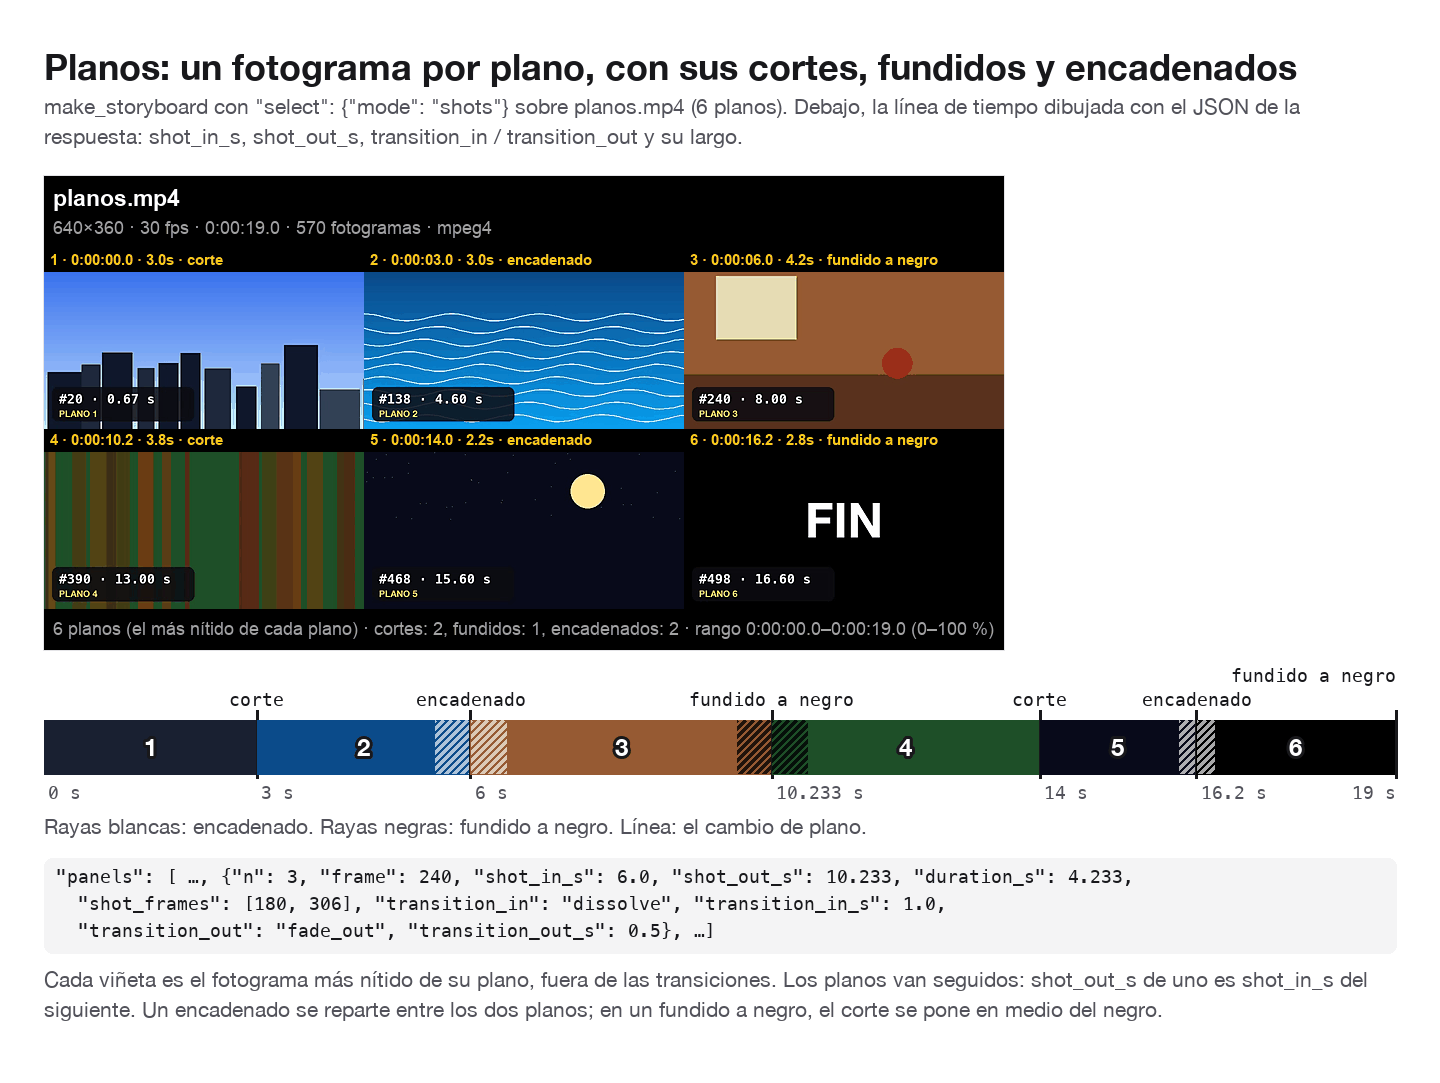 Planos: un fotograma por plano, con sus cortes, fundidos y encadenados
make_storyboard con "select": {"mode": "shots"} sobre planos.mp4 (6 planos). Debajo, la línea de tiempo dibujada con el JSON de la
respuesta: shot_in_s, shot_out_s, transition_in / transition_out y su largo.
planos.mp4
640×360 · 30 fps · 0:00:19.0 · 570 fotogramas · mpeg4
1 · 0:00:00.0 · 3.0s · corte
2 · 0:00:03.0 · 3.0s · encadenado
3 · 0:00:06.0 · 4.2s · fundido a negro
#20 · 0.67 s
PLANO 1
#138 · 4.60 s
PLANO 2
#240 · 8.00 s
PLANO 3
4 · 0:00:10.2 · 3.8s · corte
5 · 0:00:14.0 · 2.2s · encadenado
6 · 0:00:16.2 · 2.8s · fundido a negro
FIN
#390 · 13.00 s
PLANO 4
#468 · 15.60 s
PLANO 5
#498 · 16.60 s
PLANO 6
6 planos (el más nítido de cada plano) · cortes: 2, fundidos: 1, encadenados: 2 · rango 0:00:00.0–0:00:19.0 (0–100 %)
fundido a negro
corte
encadenado
fundido a negro
corte
encadenado
1
2
3
4
5
6
0 s
3 s
6 s
10.233 s
14 s
16.2 s
19 s
Rayas blancas: encadenado. Rayas negras: fundido a negro. Línea: el cambio de plano.
"panels": [ …, {"n": 3, "frame": 240, "shot_in_s": 6.0, "shot_out_s": 10.233, "duration_s": 4.233,
"shot_frames": [180, 306], "transition_in": "dissolve", "transition_in_s": 1.0,
"transition_out": "fade_out", "transition_out_s": 0.5}, …]
Cada viñeta es el fotograma más nítido de su plano, fuera de las transiciones. Los planos van seguidos: shot_out_s de uno es shot_in_s del
siguiente. Un encadenado se reparte entre los dos planos; en un fundido a negro, el corte se pone en medio del negro.